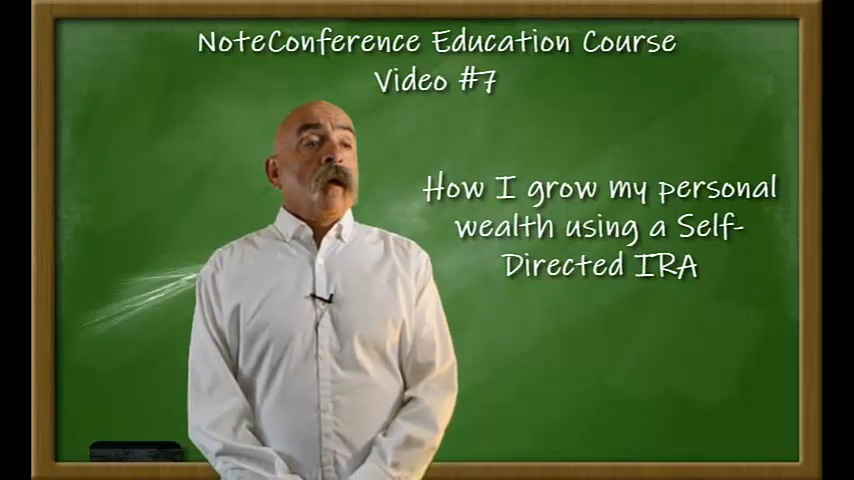 NoteConference Education Course
Video #7
How I grow my personal
wealth using a Self-
Directed IRA